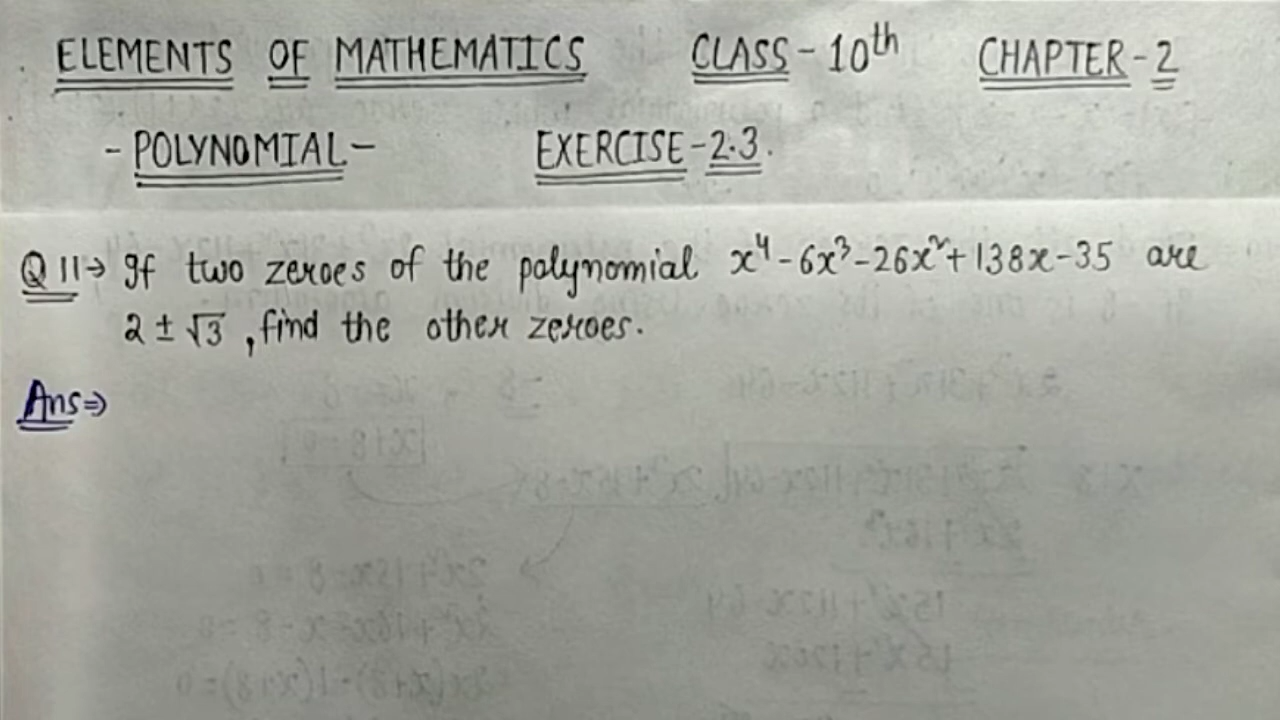 ELEMENTS OF MATHEMATICS CLASS - 10th CHAPTER - 2
- POLYNOMIAL - EXERCISE - 2.3.
Q 11→ If two zeroes of the polynomial x⁴ - 6x³ - 26x² + 138x - 35 are
2 ± √3 , find the other zeroes.
Ans⇒